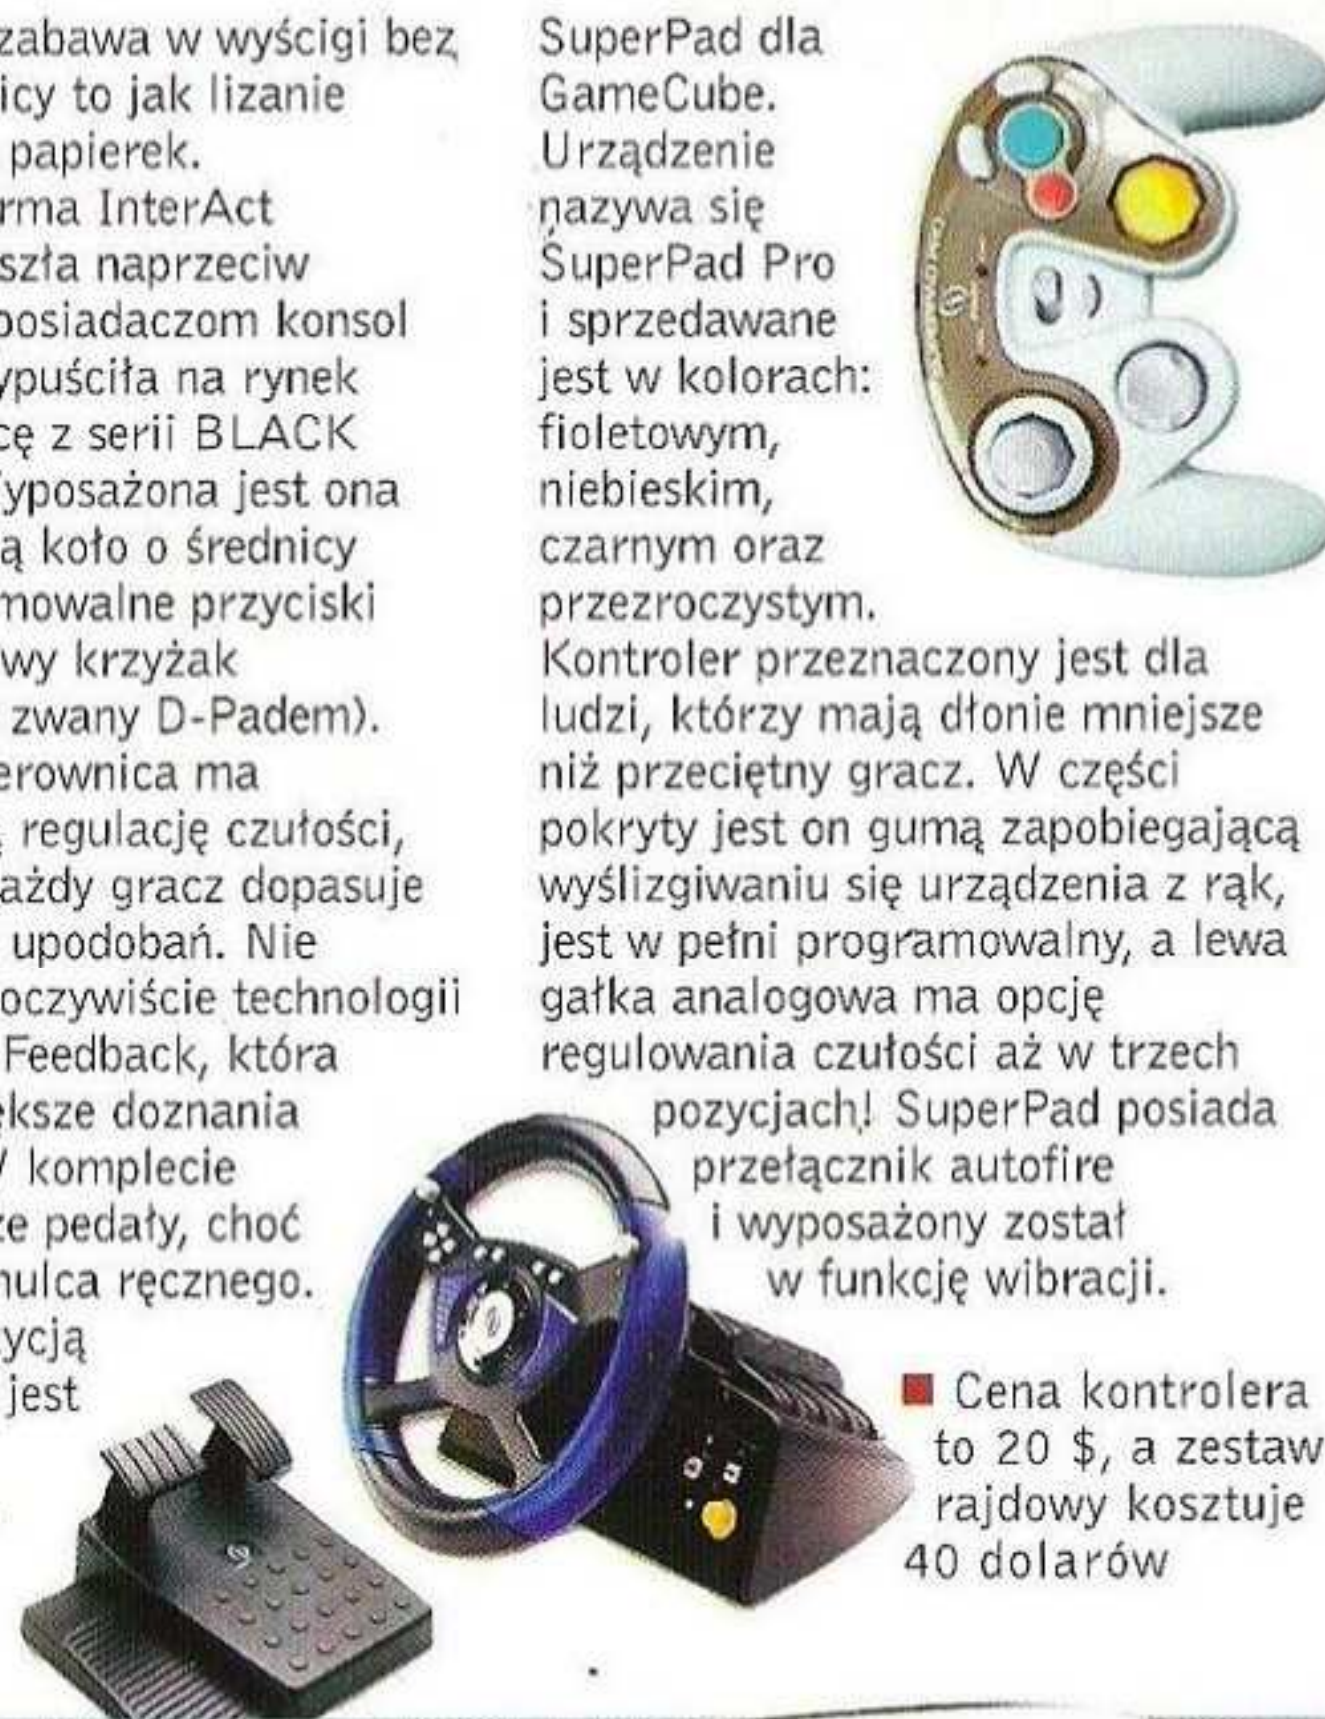 zabawa w wyścigi bez
icy to jak lizanie
papierek.
rma InterAct
szła naprzeciw
posiadaczom konsol
ypuściła na rynek
cę z serii BLACK
yposażona jest ona
ą koło o średnicy
mowalne przyciski
wy krzyżak
zwany D-Padem).
erownica ma
ą regulację czułości,
ażdy gracz dopasuje
upodobań. Nie
oczywiście technologii
Feedback, która
ększe doznania
komplecie
że pedały, choć
mulca ręcznego.
ycją
jest
SuperPad dla
GameCube.
Urządzenie
nazywa się
SuperPad Pro
i sprzedawane
jest w kolorach:
fioletowym,
niebieskim,
czarnym oraz
przezroczystym.
Kontroler przeznaczony jest dla
ludzi, którzy mają dłonie mniejsze
niż przeciętny gracz. W części
pokryty jest on gumą zapobiegającą
wyślizgiwaniu się urządzenia z rąk,
jest w pełni programowalny, a lewa
gałka analogowa ma opcję
regulowania czułości aż w trzech
pozycjach! SuperPad posiada
przełącznik autofire
i wyposażony został
w funkcję wibracji.
Cena kontrolera
to 20 $, a zestaw
rajdowy kosztuje
40 dolarów